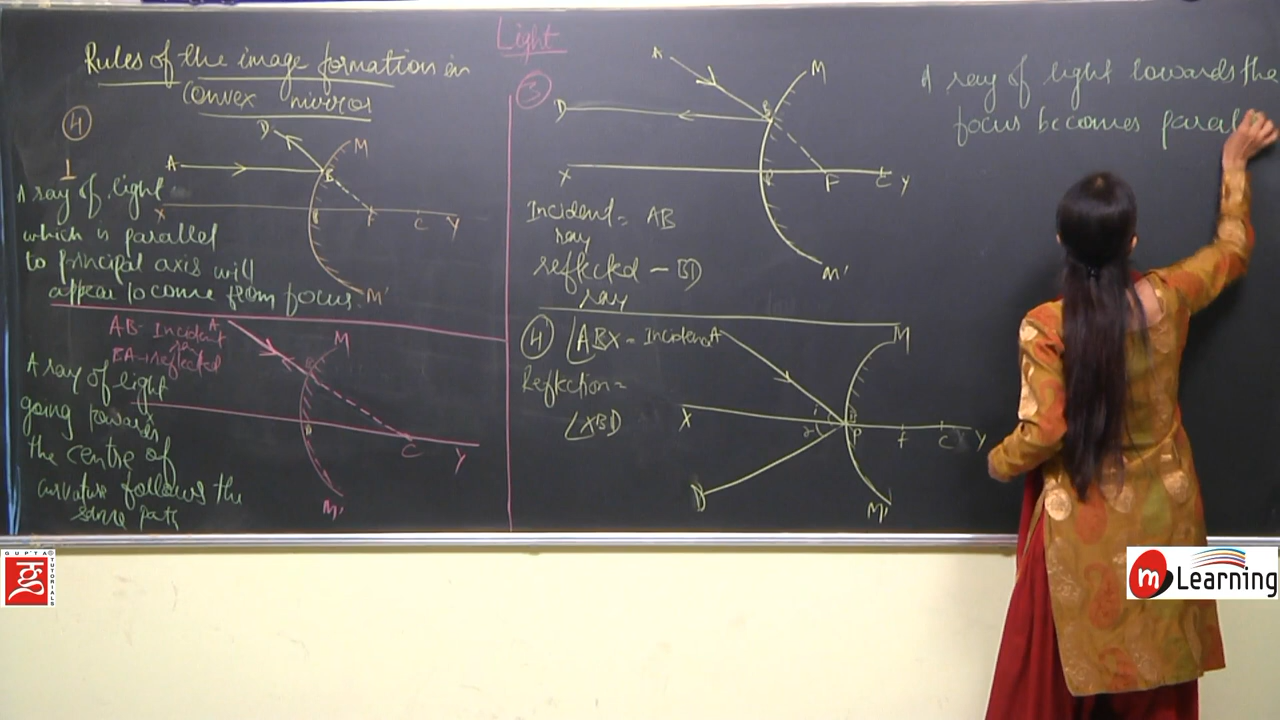 Light
Rules of the image formation in
Convex mirror
4
1
A ray of light
which is parallel
to principal axis will
appear to come from focus.
A
B
D
M
M'
X
F
C
Y
AB - Incident
BA → reflected
A ray of light
going towards
the centre of
curvature follows the
same path
A
M
M'
C
Y
3
A
D
B
M
X
P
F
C
Y
M'
Incident = AB
ray
reflected — BD
ray
4
∠ABX = Incident
Reflection =
∠XBD
A
M
X
i
r
P
F
C
Y
D
M'
A ray of light towards the
focus becomes paral
GUPTA
TUTORIALS
m Learning